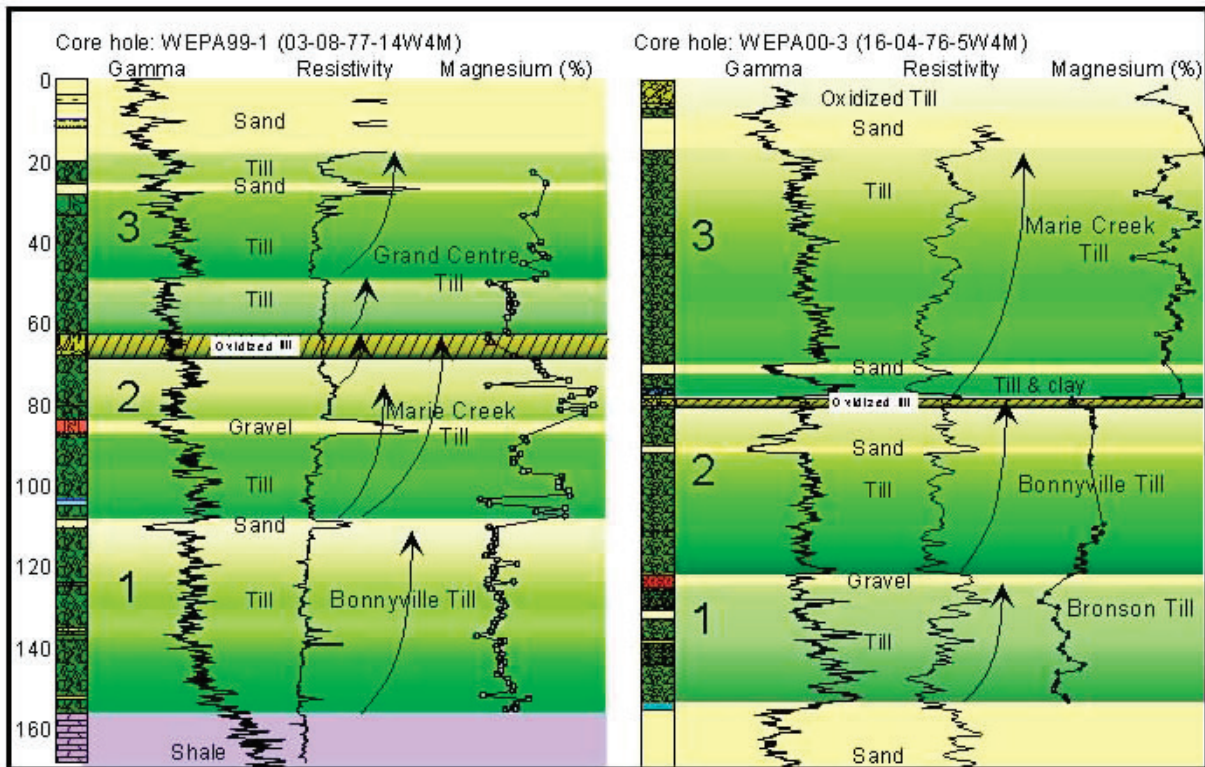 Core hole: WEPA99-1 (03-08-77-14W4M)
Gamma Resistivity Magnesium (%)
0
Sand
20
Till
Sand
3
40
Till
Grand Centre
Till
Till
60
Oxidized Till
2
80
Marie Creek
Till
Gravel
100
Till
Sand
120
1
Till
Bonnyville Till
140
160
Shale
Core hole: WEPA00-3 (16-04-76-5W4M)
Gamma Resistivity Magnesium (%)
Oxidized Till
Sand
Till
3
Marie Creek
Till
Sand
Till & clay
Oxidized Till
Sand
2
Till
Bonnyville Till
Gravel
1
Bronson Till
Till
Sand